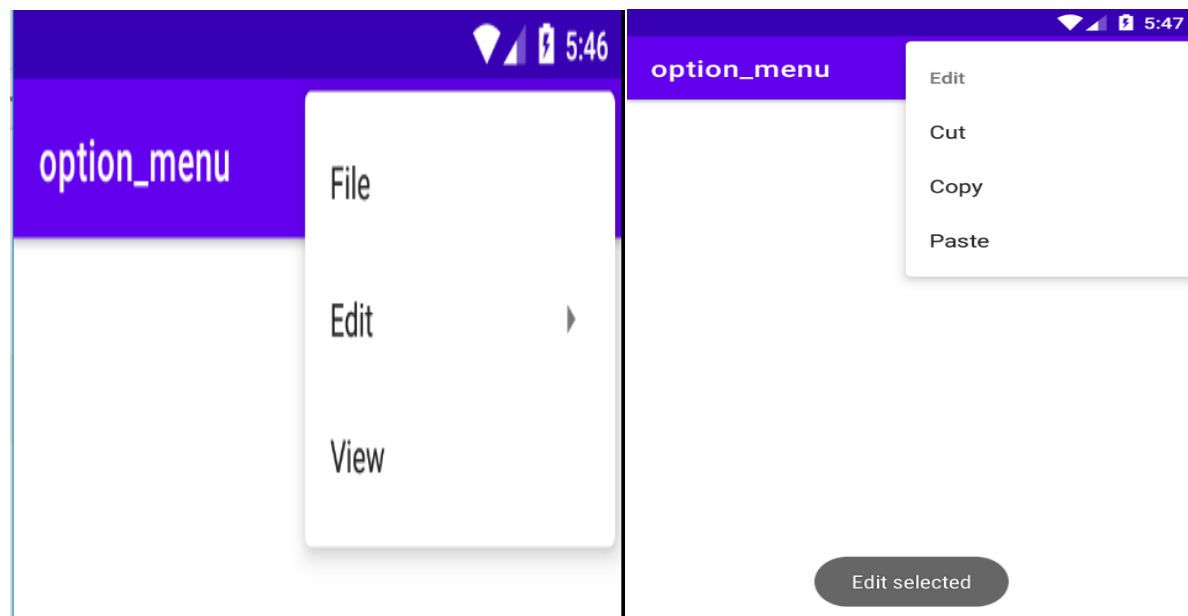 5:46
option_menu
File
Edit
View
5:47
option_menu
Edit
Cut
Copy
Paste
Edit selected